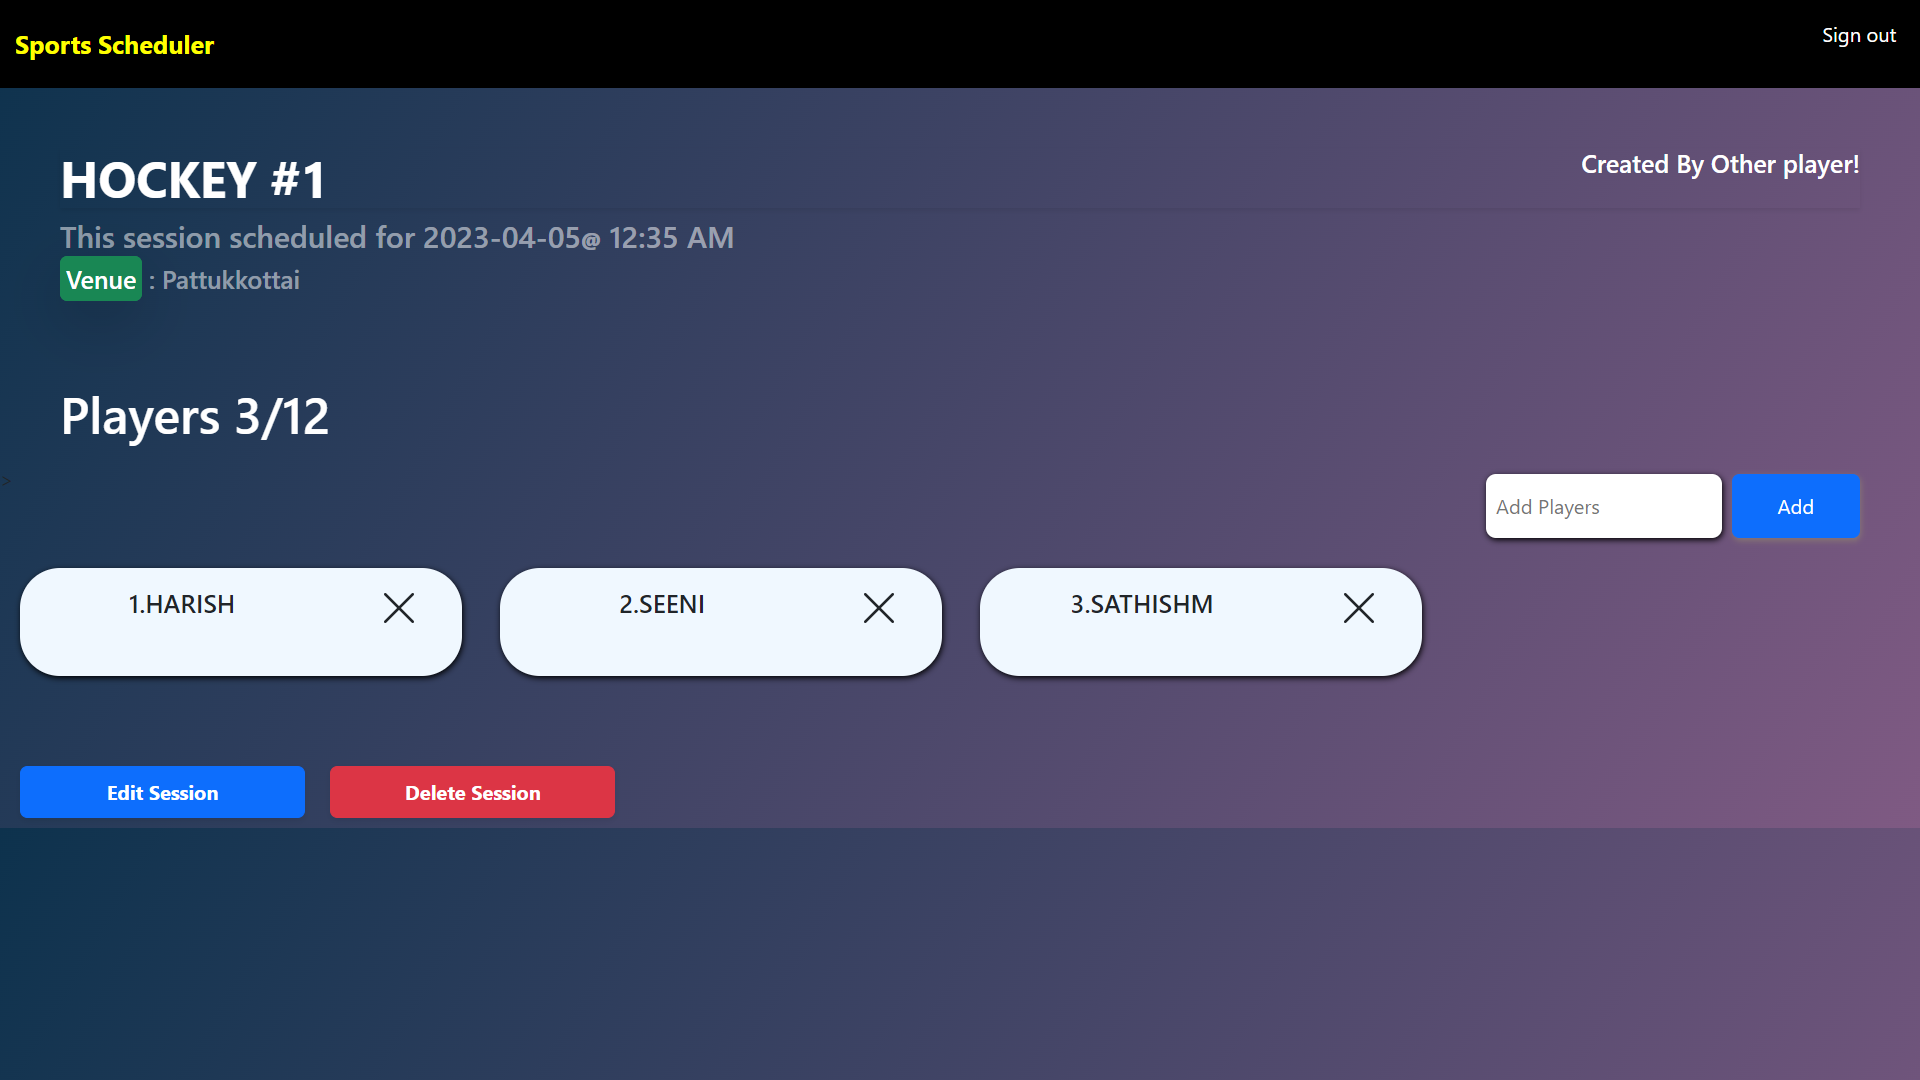 Sports Scheduler
Sign out
HOCKEY #1
Created By Other player!
This session scheduled for 2023-04-05@ 12:35 AM
Venue : Pattukkottai
Players 3/12
>
Add Players
Add
1.HARISH
2.SEENI
3.SATHISHM
Edit Session
Delete Session